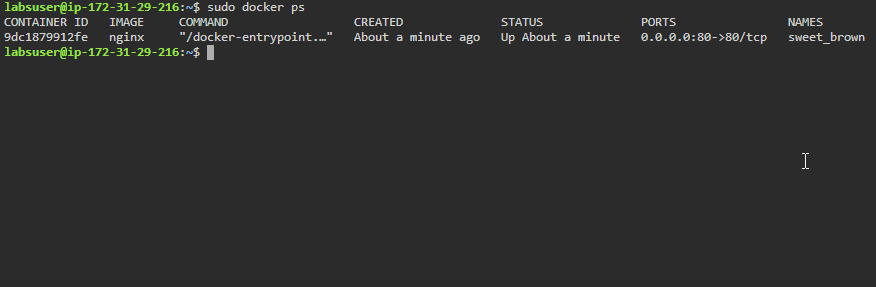 labsuser@ip-172-31-29-216:~$ sudo docker ps
CONTAINER ID   IMAGE     COMMAND                  CREATED              STATUS              PORTS                NAMES
9dc1879912fe   nginx     "/docker-entrypoint.…"   About a minute ago   Up About a minute   0.0.0.0:80->80/tcp   sweet_brown
labsuser@ip-172-31-29-216:~$